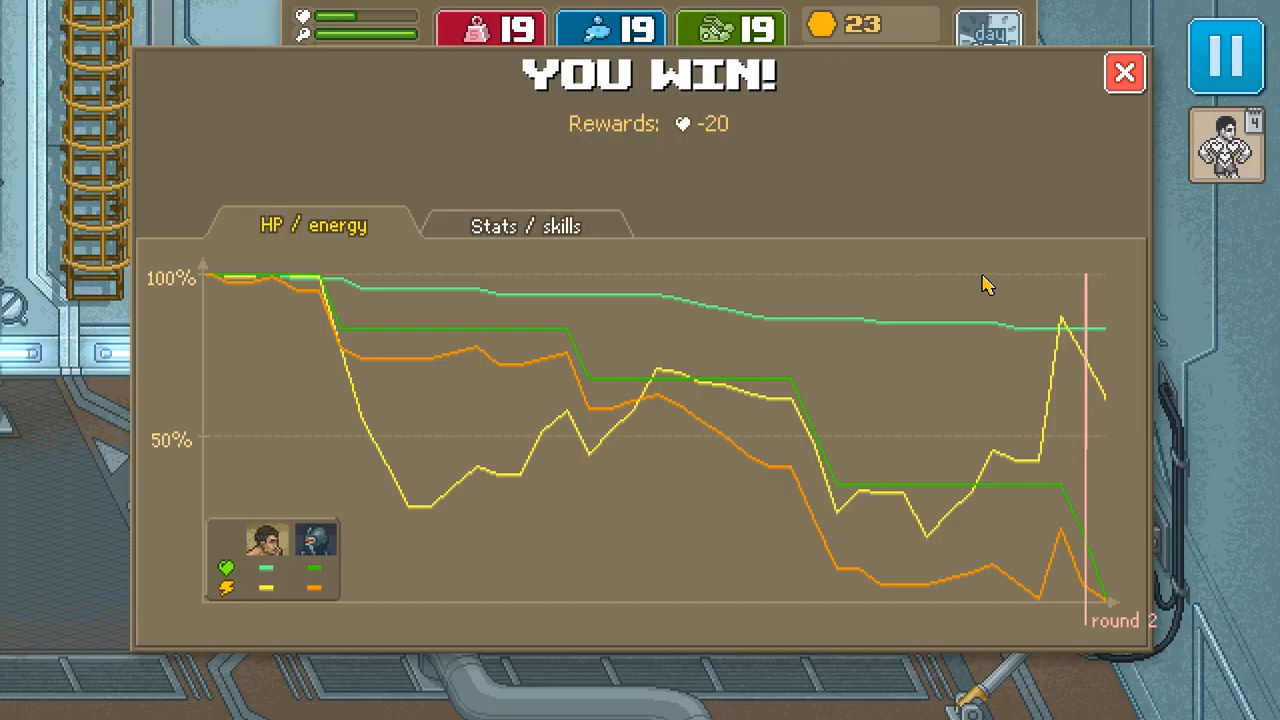 19 19 19 23 day
YOU WIN!
Rewards: -20
4
HP / energy Stats / skills
100%
50%
round 2